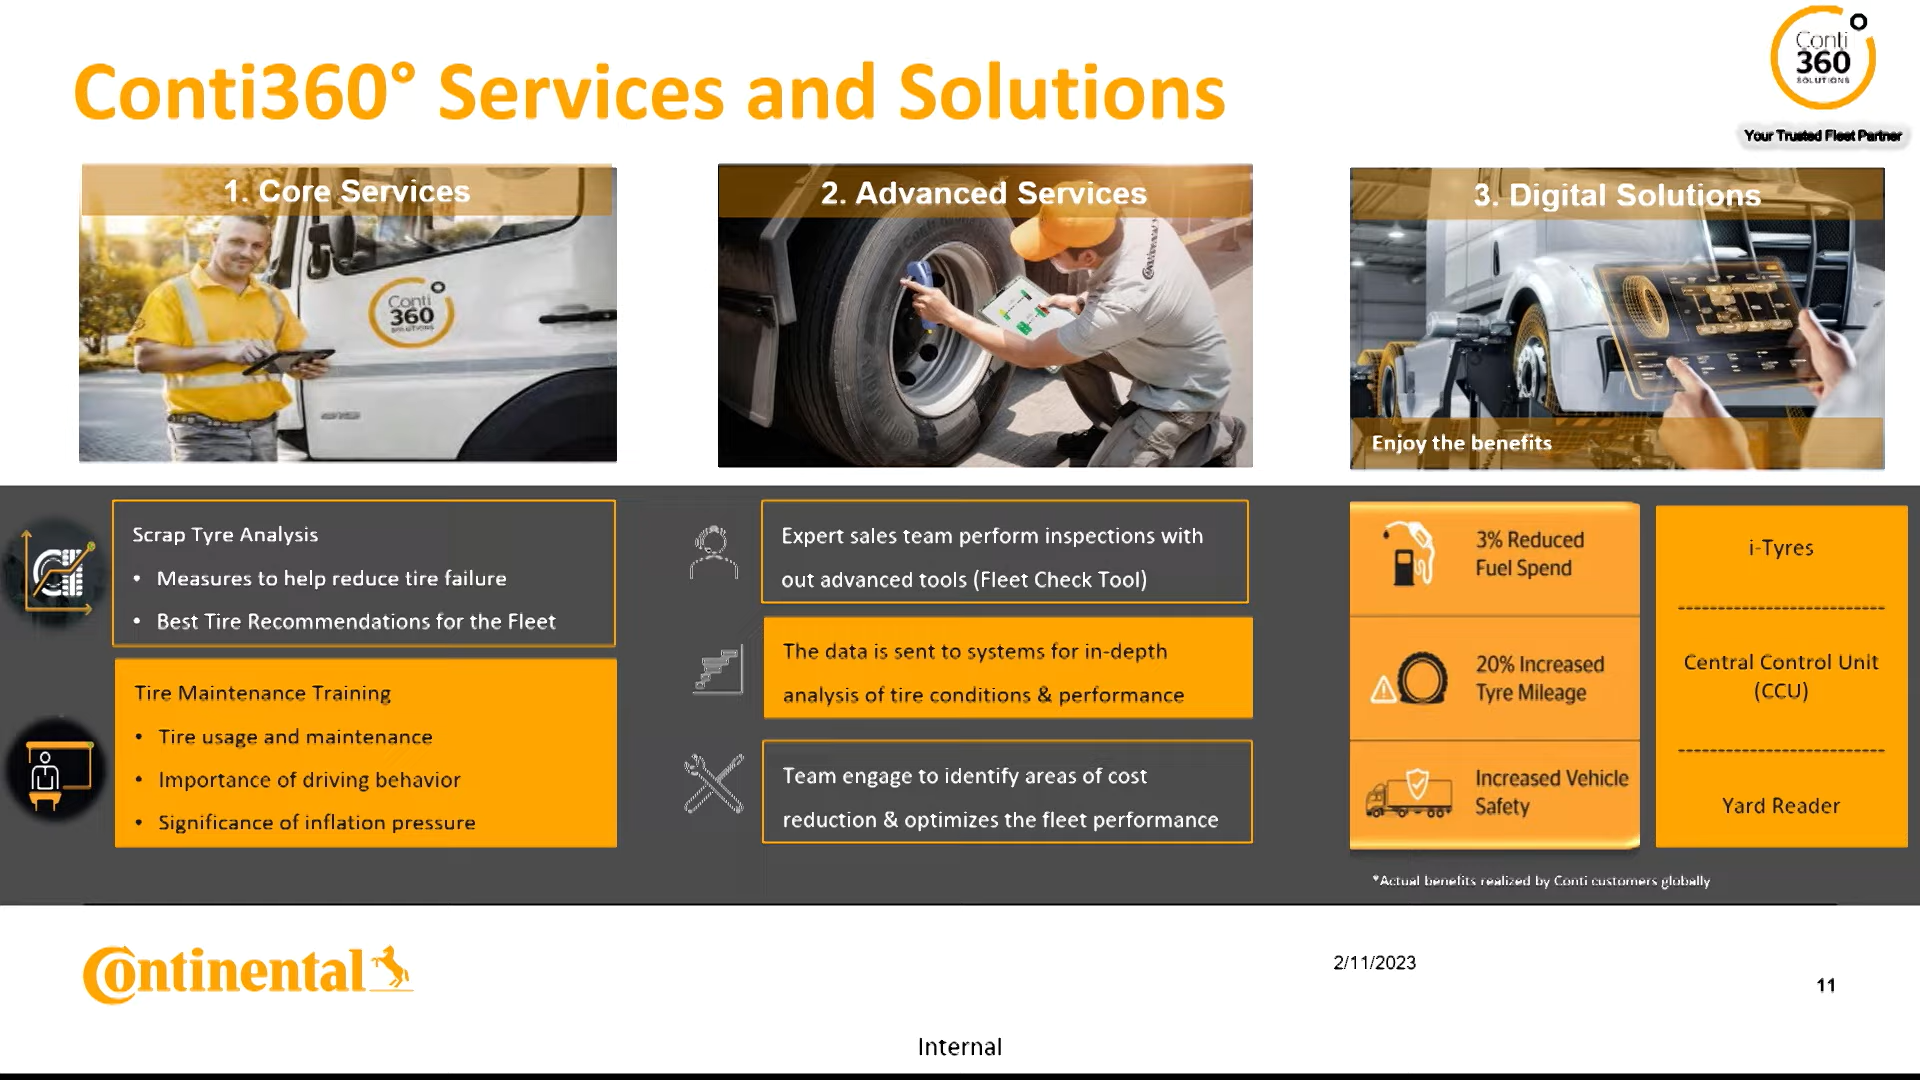 Conti360° Services and Solutions
Conti
360
SOLUTIONS
Your Trusted Fleet Partner
1. Core Services
Conti
360
SOLUTIONS
2. Advanced Services
Continental
3. Digital Solutions
Enjoy the benefits
Scrap Tyre Analysis
• Measures to help reduce tire failure
• Best Tire Recommendations for the Fleet
Tire Maintenance Training
• Tire usage and maintenance
• Importance of driving behavior
• Significance of inflation pressure
Expert sales team perform inspections with
out advanced tools (Fleet Check Tool)
The data is sent to systems for in-depth
analysis of tire conditions & performance
Team engage to identify areas of cost
reduction & optimizes the fleet performance
3% Reduced
Fuel Spend
20% Increased
Tyre Mileage
Increased Vehicle
Safety
i-Tyres
---------------------------
Central Control Unit
(CCU)
---------------------------
Yard Reader
*Actual benefits realized by Conti customers globally
Continental
2/11/2023
11
Internal